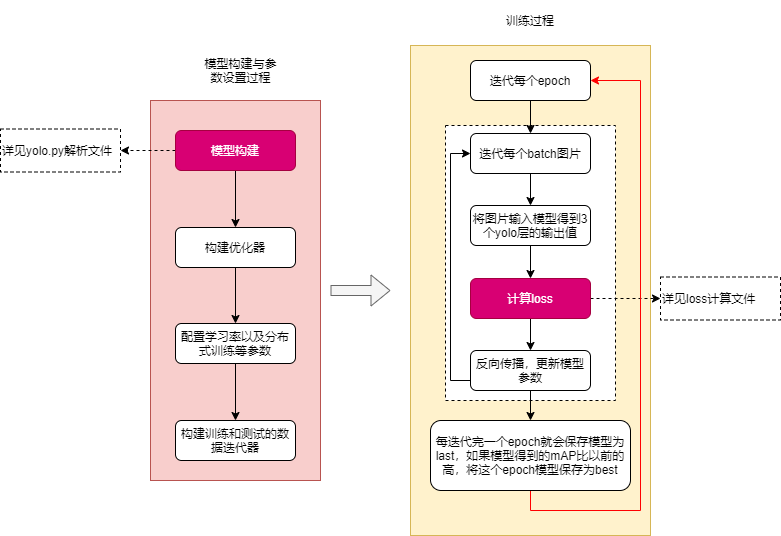 模型构建与参
数设置过程
详见yolo.py解析文件
模型构建
构建优化器
配置学习率以及分布
式训练等参数
构建训练和测试的数
据迭代器
训练过程
迭代每个epoch
迭代每个batch图片
将图片输入模型得到3
个yolo层的输出值
计算loss
详见loss计算文件
反向传播，更新模型
参数
每迭代完一个epoch就会保存模型为
last，如果模型得到的mAP比以前的
高，将这个epoch模型保存为best